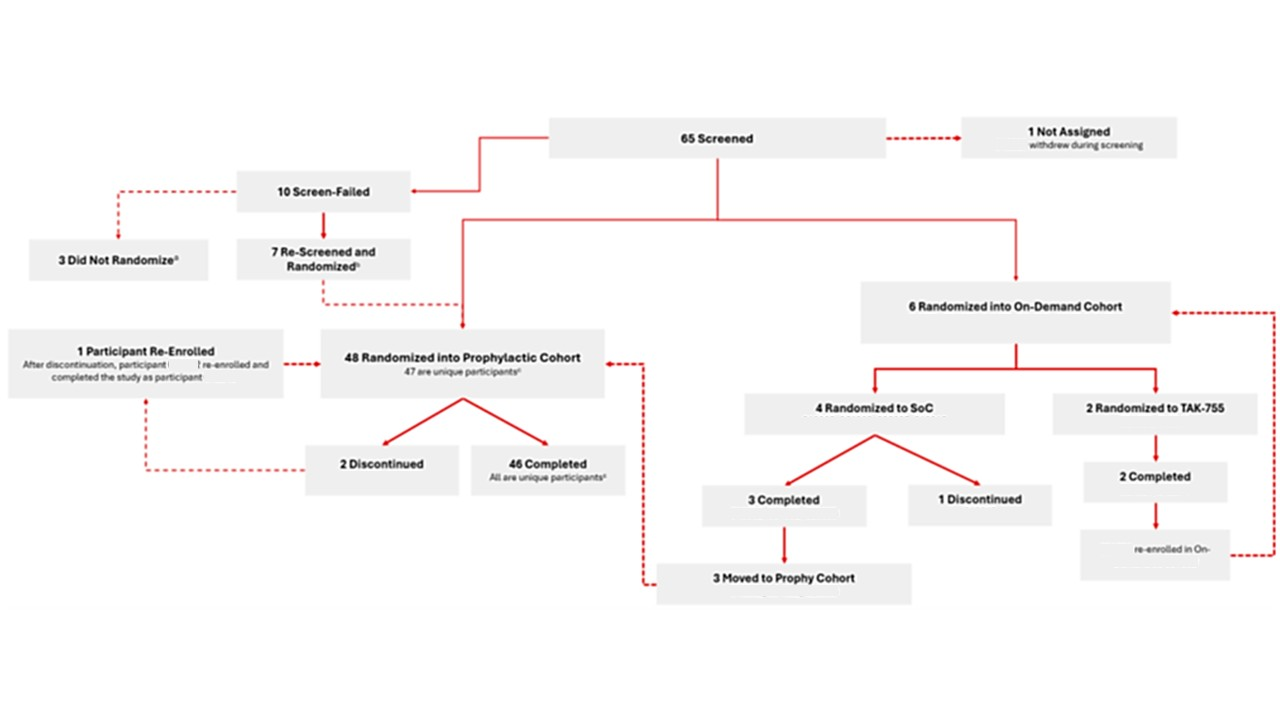 65 Screened
1 Not Assigned
withdrew during screening
10 Screen-Failed
3 Did Not Randomizeª
7 Re-Screened and
Randomizedᵇ
6 Randomized into On-Demand Cohort
1 Participant Re-Enrolled
After discontinuation, participant re-enrolled and
completed the study as participant
48 Randomized into Prophylactic Cohort
47 are unique participantsᶜ
4 Randomized to SoC
2 Randomized to TAK-755
2 Discontinued
46 Completed
All are unique participantsᶜ
3 Completed
1 Discontinued
2 Completed
re-enrolled in On-
3 Moved to Prophy Cohort